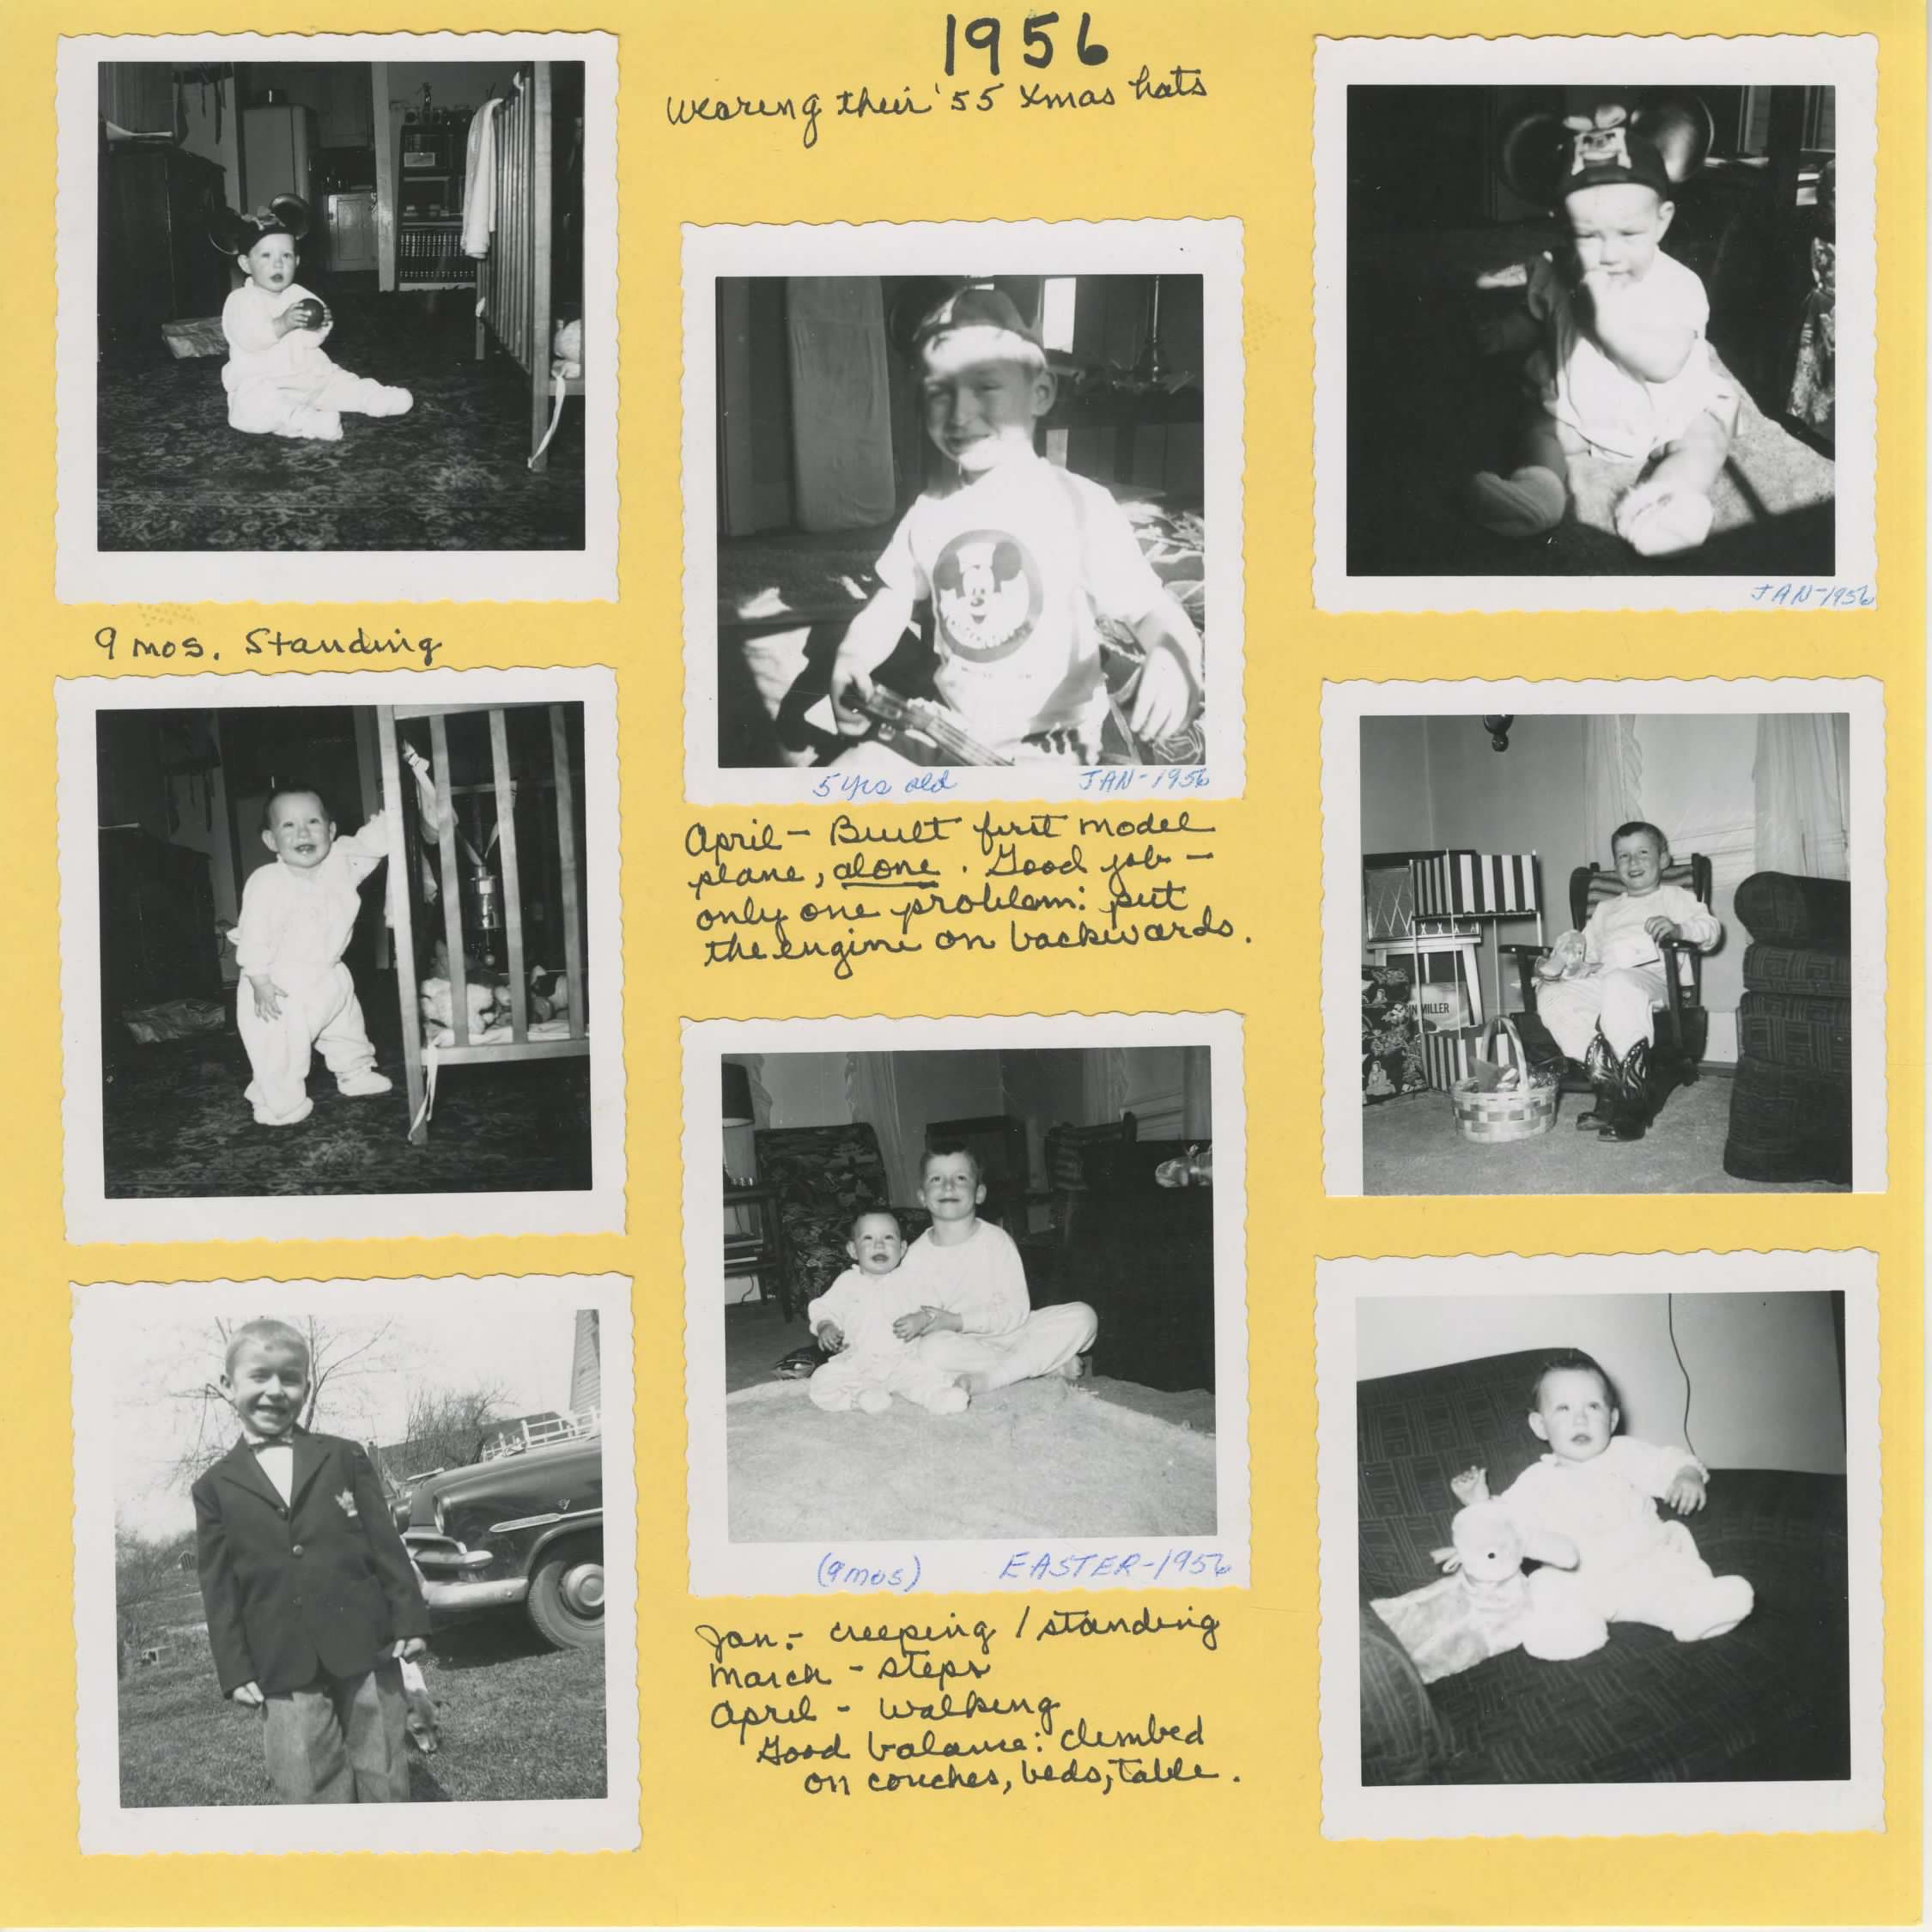 1956
Wearing their '55 Xmas hats
JAN-1956
9 mos. Standing
5 yrs old JAN-1956
April - Built first model
plane, alone. Good job -
only one problem: put
the engine on backwards.
IN MILLER
(9 mos) EASTER-1956
Jan. - creeping / standing
March - steps
April - walking
Good balance: climbed
on couches, beds, table.